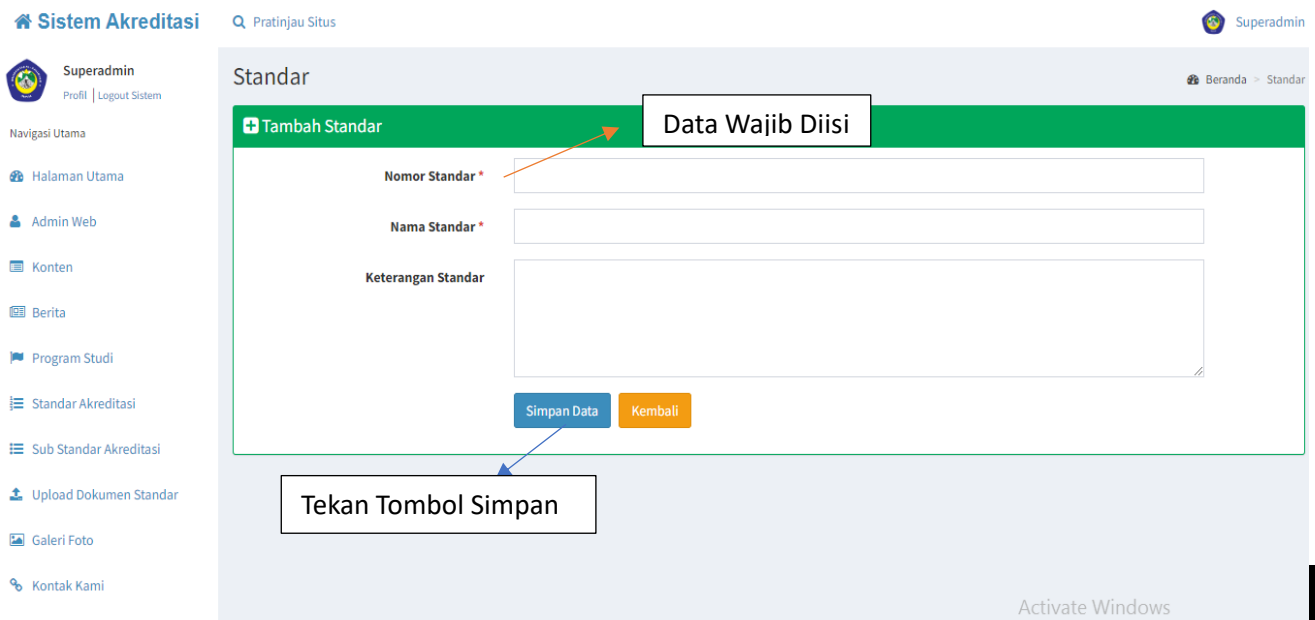 Sistem Akreditasi
Pratinjau Situs
Superadmin
Superadmin
Profil | Logout Sistem
Navigasi Utama
Halaman Utama
Admin Web
Konten
Berita
Program Studi
Standar Akreditasi
Sub Standar Akreditasi
Upload Dokumen Standar
Galeri Foto
Kontak Kami
Standar
Beranda > Standar
Tambah Standar
Data Wajib Diisi
Nomor Standar *
Nama Standar *
Keterangan Standar
Simpan Data
Kembali
Tekan Tombol Simpan
Activate Windows